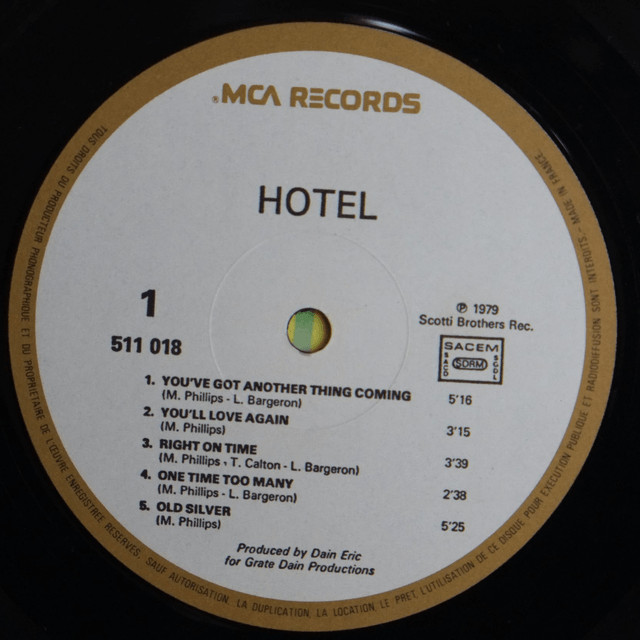 ®MCA RECORDS
HOTEL
1
511 018
℗ 1979
Scotti Brothers Rec.
SACEM
SACD
SDRM
SGDL
1. YOU'VE GOT ANOTHER THING COMING 5'16
(M. Phillips - L. Bargeron)
2. YOU'LL LOVE AGAIN 3'15
(M. Phillips)
3. RIGHT ON TIME 3'39
(M. Phillips - T. Calton - L. Bargeron)
4. ONE TIME TOO MANY 2'38
(M. Phillips - L. Bargeron)
5. OLD SILVER 5'25
(M. Phillips)
Produced by Dain Eric
for Grate Dain Productions
TOUS DROITS DU PRODUCTEUR PHONOGRAPHIQUE ET DU PROPRIETAIRE DE L'ŒUVRE ENREGISTREE RESERVES. SAUF AUTORISATION, LA DUPLICATION, LA LOCATION, LE PRET, L'UTILISATION DE CE DISQUE POUR EXECUTION PUBLIQUE ET RADIODIFFUSION SONT INTERDITS - MADE IN FRANCE